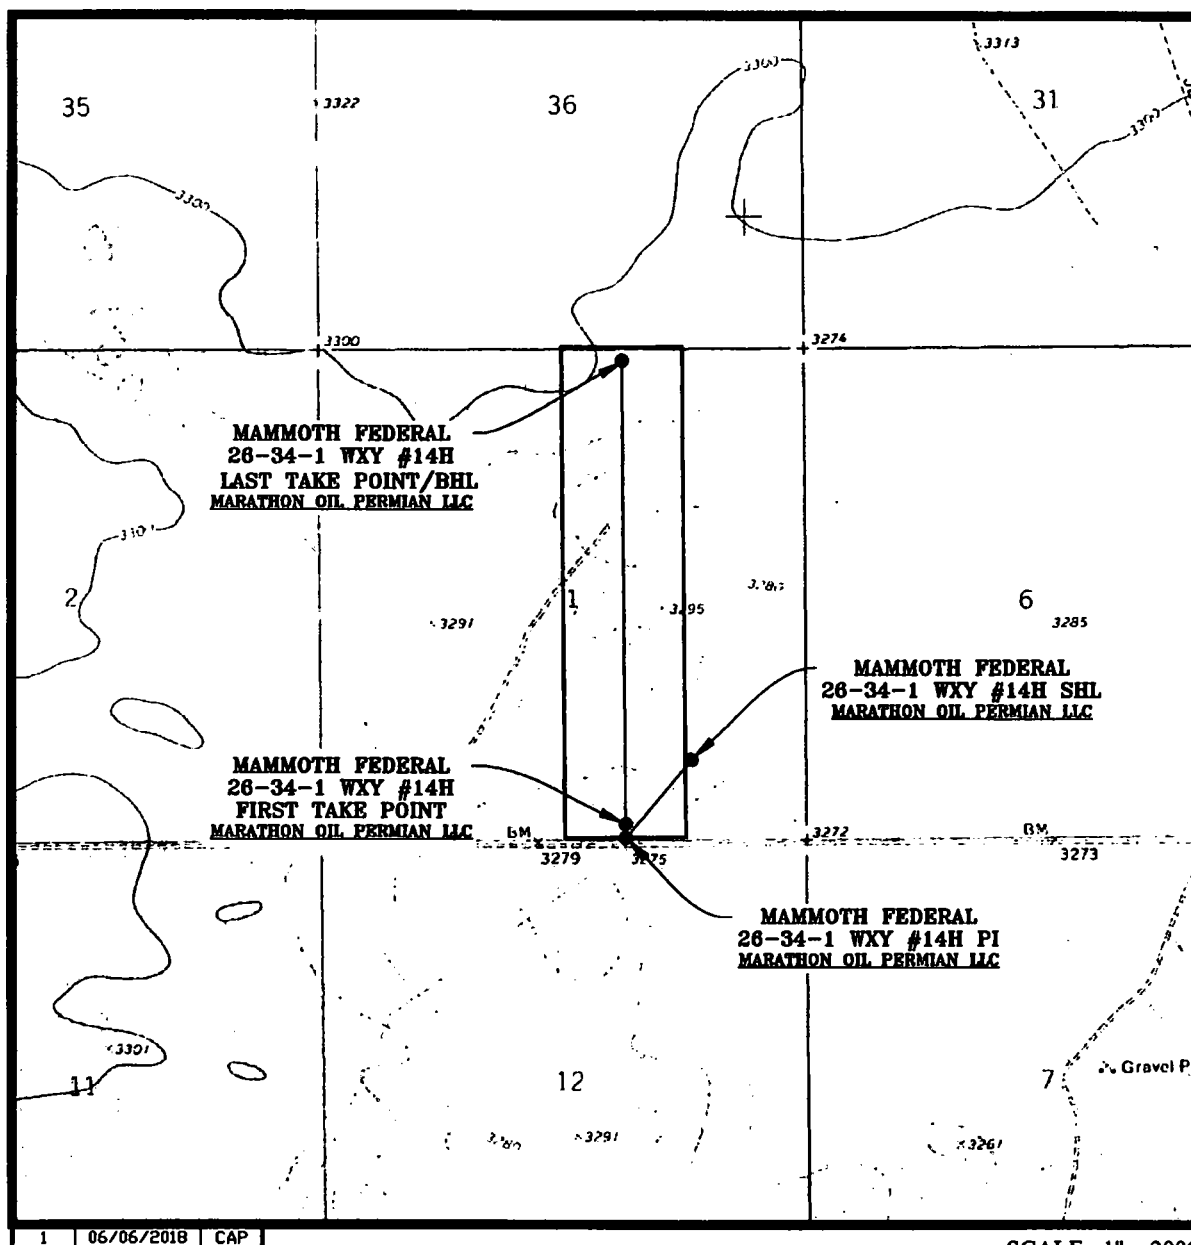 3313
3300
35
3322
36
31
3300
3300
3300
3274
MAMMOTH FEDERAL
26-34-1 WXY #14H
LAST TAKE POINT/BHL
MARATHON OIL PERMIAN LLC
2
3291
1
3295
6
3285
MAMMOTH FEDERAL
26-34-1 WXY #14H SHL
MARATHON OIL PERMIAN LLC
MAMMOTH FEDERAL
26-34-1 WXY #14H
FIRST TAKE POINT
MARATHON OIL PERMIAN LLC
BM
3279
3275
3272
BM
3273
MAMMOTH FEDERAL
26-34-1 WXY #14H PI
MARATHON OIL PERMIAN LLC
3301
11
12
7
Gravel P
3291
3261
1 06/06/2018 CAP